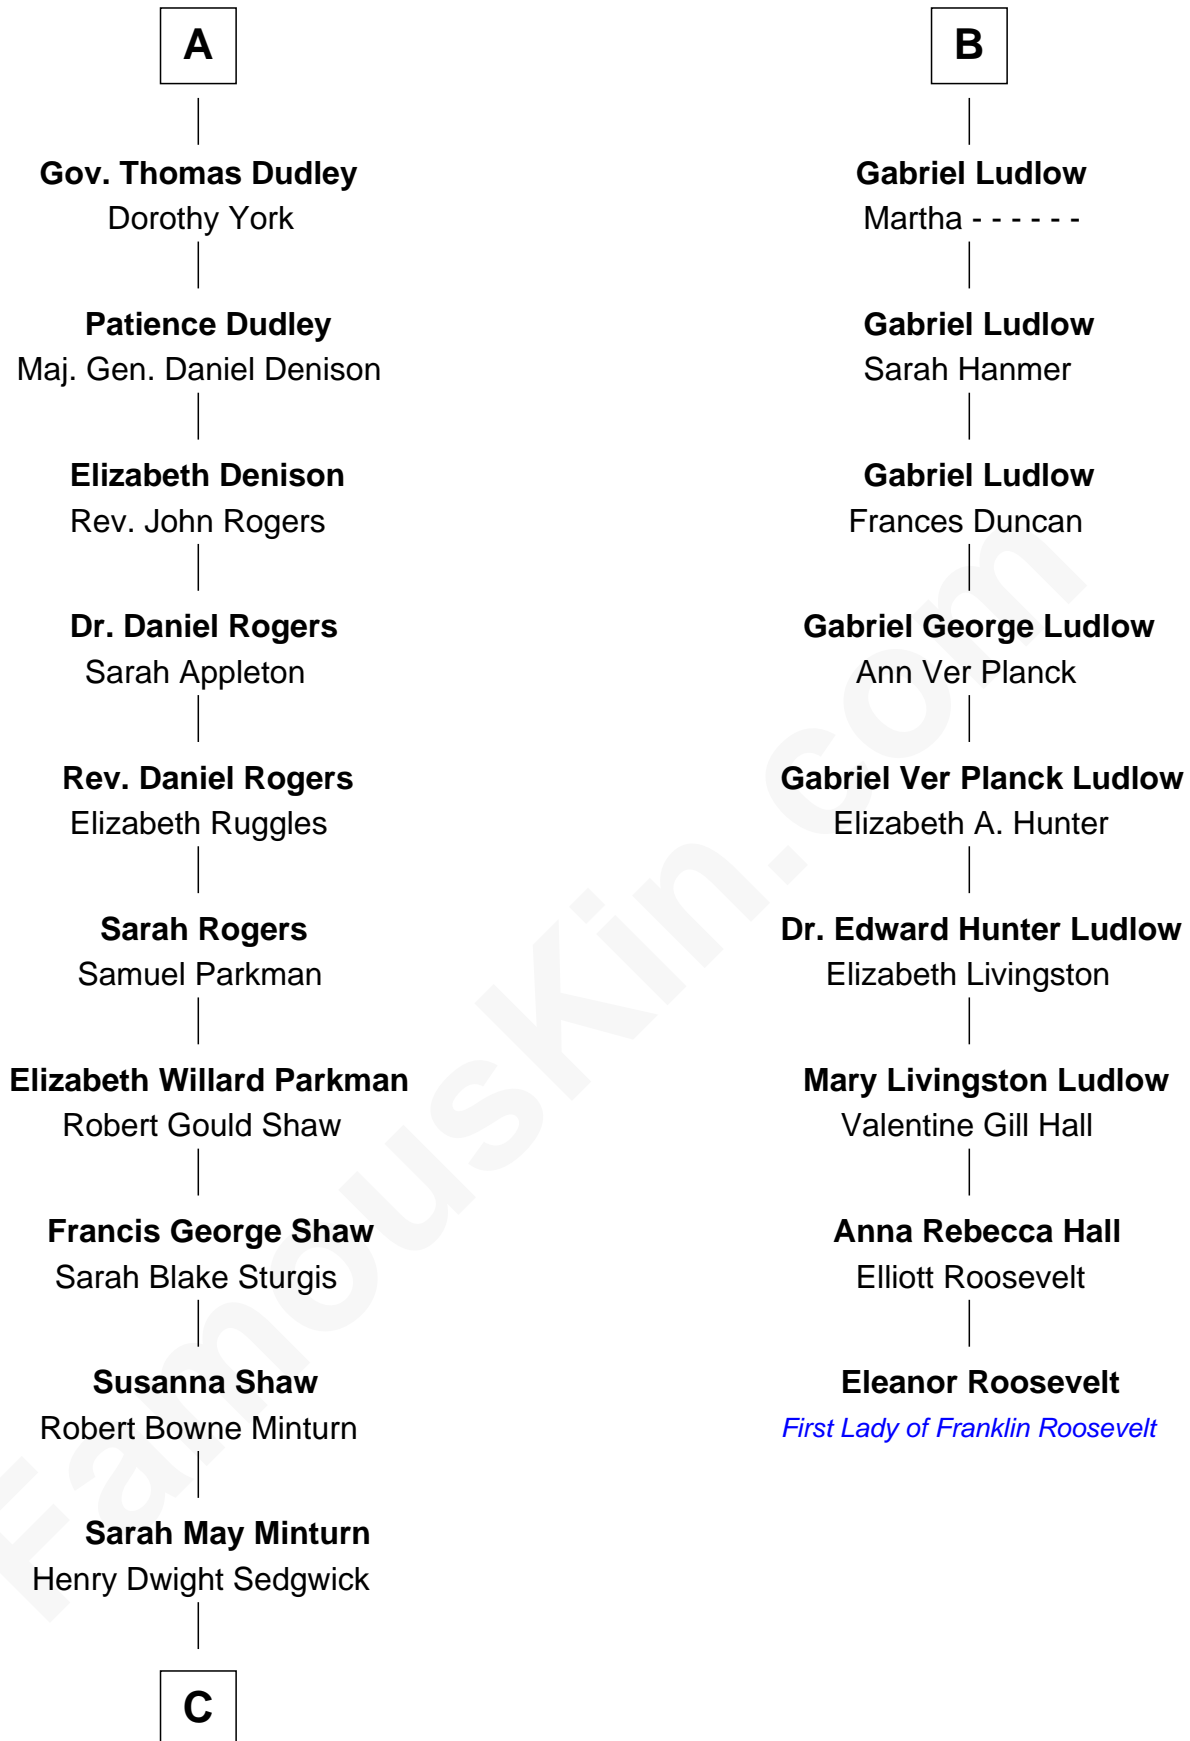 A
Gov. Thomas Dudley
Dorothy York
Patience Dudley
Maj. Gen. Daniel Denison
Elizabeth Denison
Rev. John Rogers
Dr. Daniel Rogers
Sarah Appleton
Rev. Daniel Rogers
Elizabeth Ruggles
Sarah Rogers
Samuel Parkman
Elizabeth Willard Parkman
Robert Gould Shaw
Francis George Shaw
Sarah Blake Sturgis
Susanna Shaw
Robert Bowne Minturn
Sarah May Minturn
Henry Dwight Sedgwick
C
B
Gabriel Ludlow
Martha - - - - - -
Gabriel Ludlow
Sarah Hanmer
Gabriel Ludlow
Frances Duncan
Gabriel George Ludlow
Ann Ver Planck
Gabriel Ver Planck Ludlow
Elizabeth A. Hunter
Dr. Edward Hunter Ludlow
Elizabeth Livingston
Mary Livingston Ludlow
Valentine Gill Hall
Anna Rebecca Hall
Elliott Roosevelt
Eleanor Roosevelt
First Lady of Franklin Roosevelt
FamousKin.com